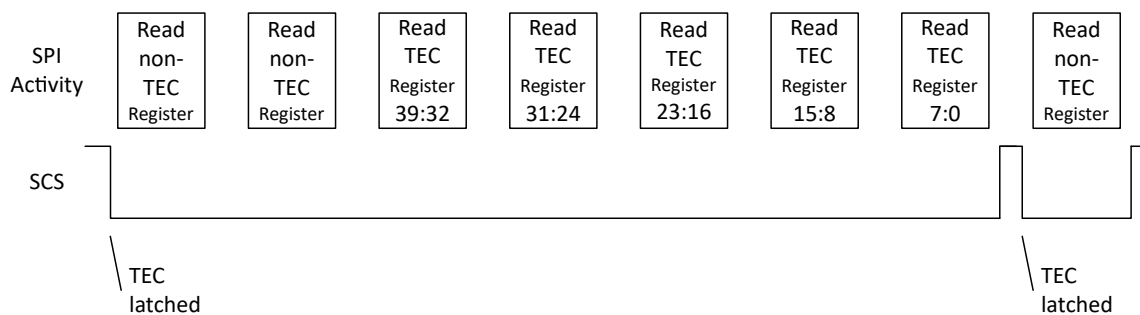 SPI
Activity
Read
non-
TEC
Register
Read
non-
TEC
Register
Read
TEC
Register
39:32
Read
TEC
Register
31:24
Read
TEC
Register
23:16
Read
TEC
Register
15:8
Read
TEC
Register
7:0
Read
non-
TEC
Register
SCS
TEC
latched
TEC
latched